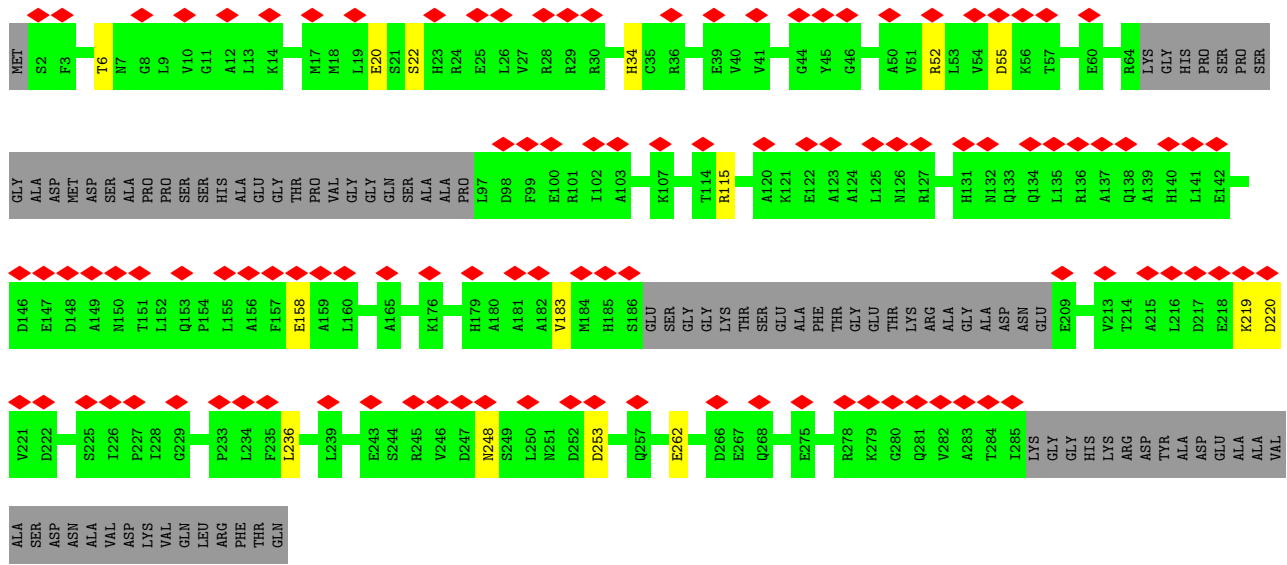 MET S2 F3 T6 N7 G8 L9 V10 G11 A12 L13 K14 M17 M18 L19 E20 S21 S22 H23 R24 E25 L26 V27 R28 R29 R30 H34 C35 R36 E39 V40 V41 G44 Y45 G46 A50 V51 R52 L53 V54 D55 K56 T57 E60 R64 LYS GLY HIS PRO SER PRO SER
GLY ALA ASP MET ASP SER ALA PRO PRO SER SER HIS ALA GLU GLY THR PRO VAL GLY GLY GLN SER ALA ALA PRO L97 D98 F99 E100 R101 I102 A103 K107 T114 R115 A120 K121 E122 A123 A124 L125 N126 R127 H131 N132 Q133 Q134 L135 R136 A137 Q138 A139 H140 L141 E142
D146 E147 D148 A149 N150 T151 L152 Q153 P154 L155 A156 F157 E158 A159 L160 A165 K176 H179 A180 A181 A182 V183 M184 H185 S186 GLU SER GLY GLY LYS THR SER GLU ALA PHE THR GLY GLU THR LYS ARG ALA GLY ALA ASP ASN GLU E209 V213 T214 A215 L216 D217 E218 K219 D220
V221 D222 S225 I226 P227 I228 G229 P233 L234 F235 L236 L239 E243 S244 R245 V246 D247 N248 S249 L250 N251 D252 D253 Q257 E262 D266 E267 Q268 E275 R278 K279 G280 Q281 V282 A283 T284 I285 LYS GLY GLY HIS LYS ARG ASP TYR ALA ASP GLU ALA ALA VAL
ALA SER ASP ASN ALA VAL ASP LYS VAL GLN LEU ARG PHE THR GLN